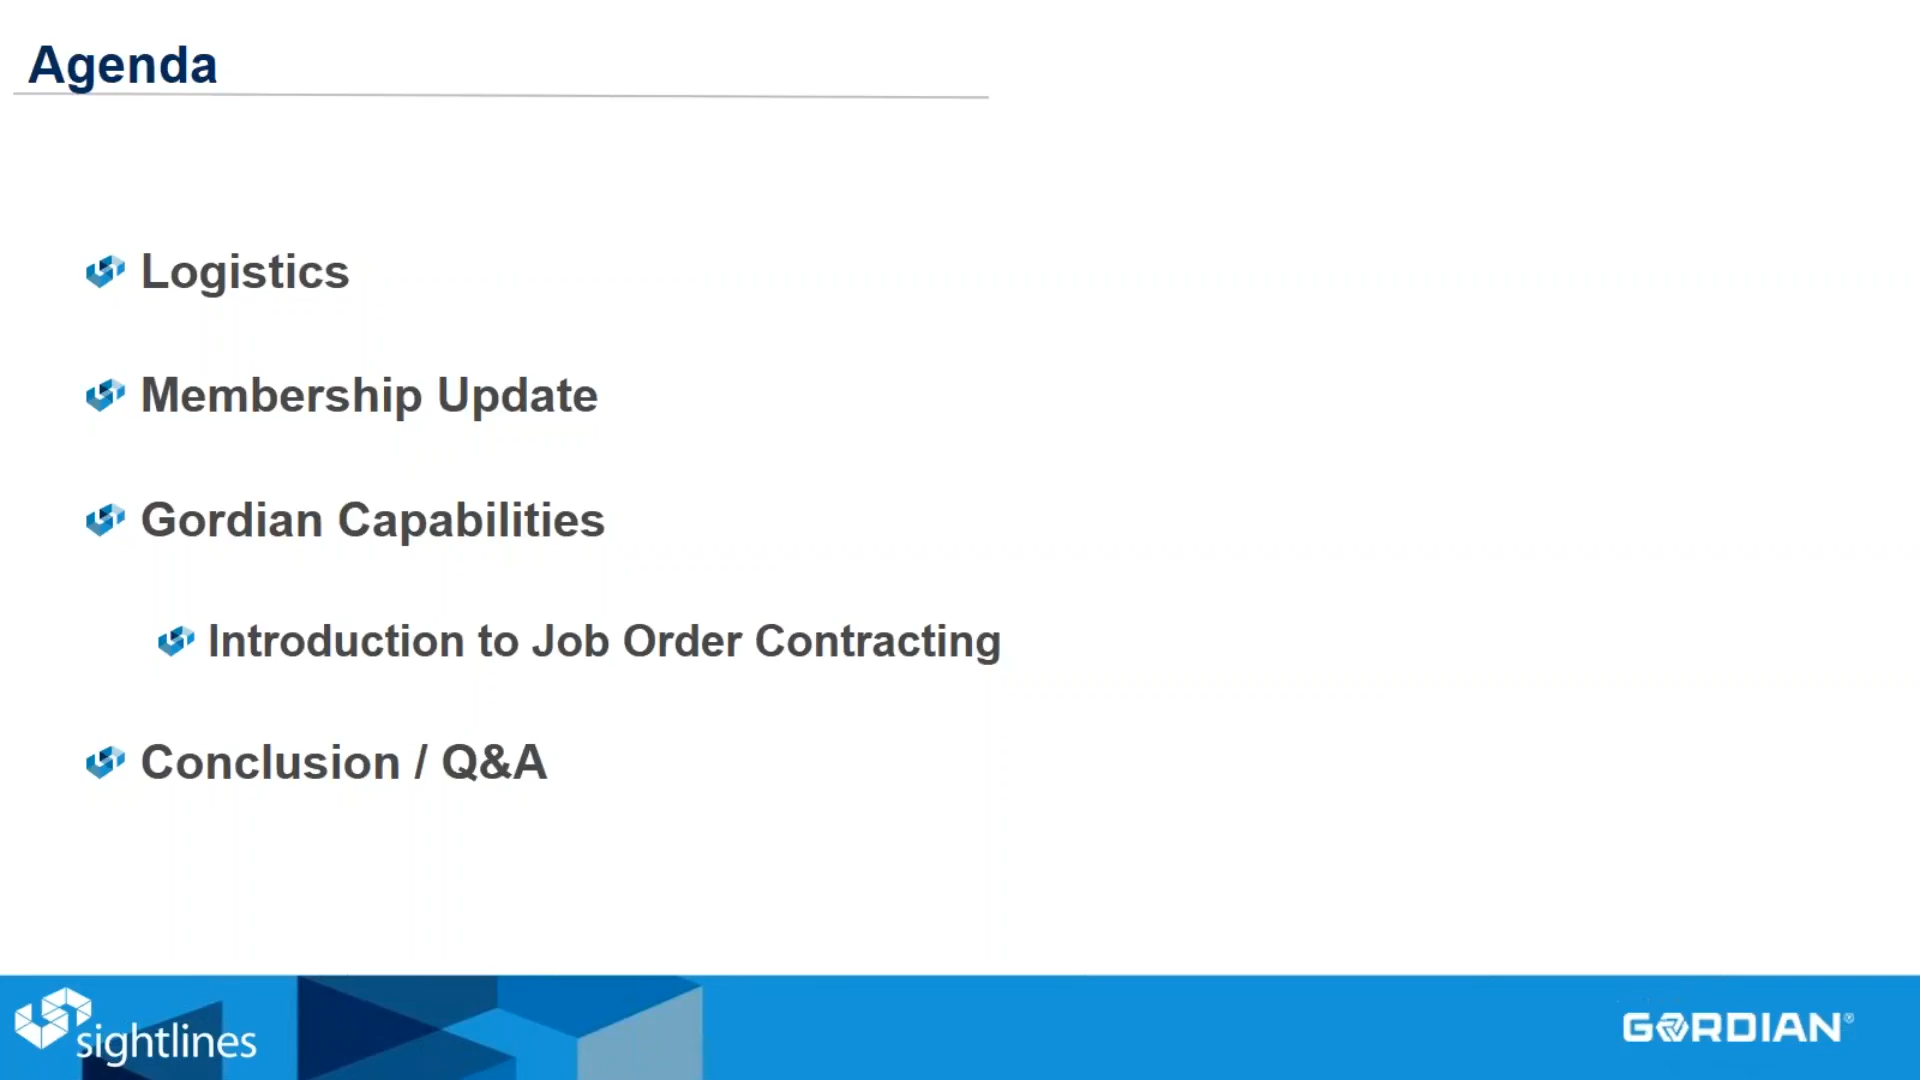 Agenda
Logistics
Membership Update
Gordian Capabilities
Introduction to Job Order Contracting
Conclusion / Q&A
sightlines
GORDIAN®